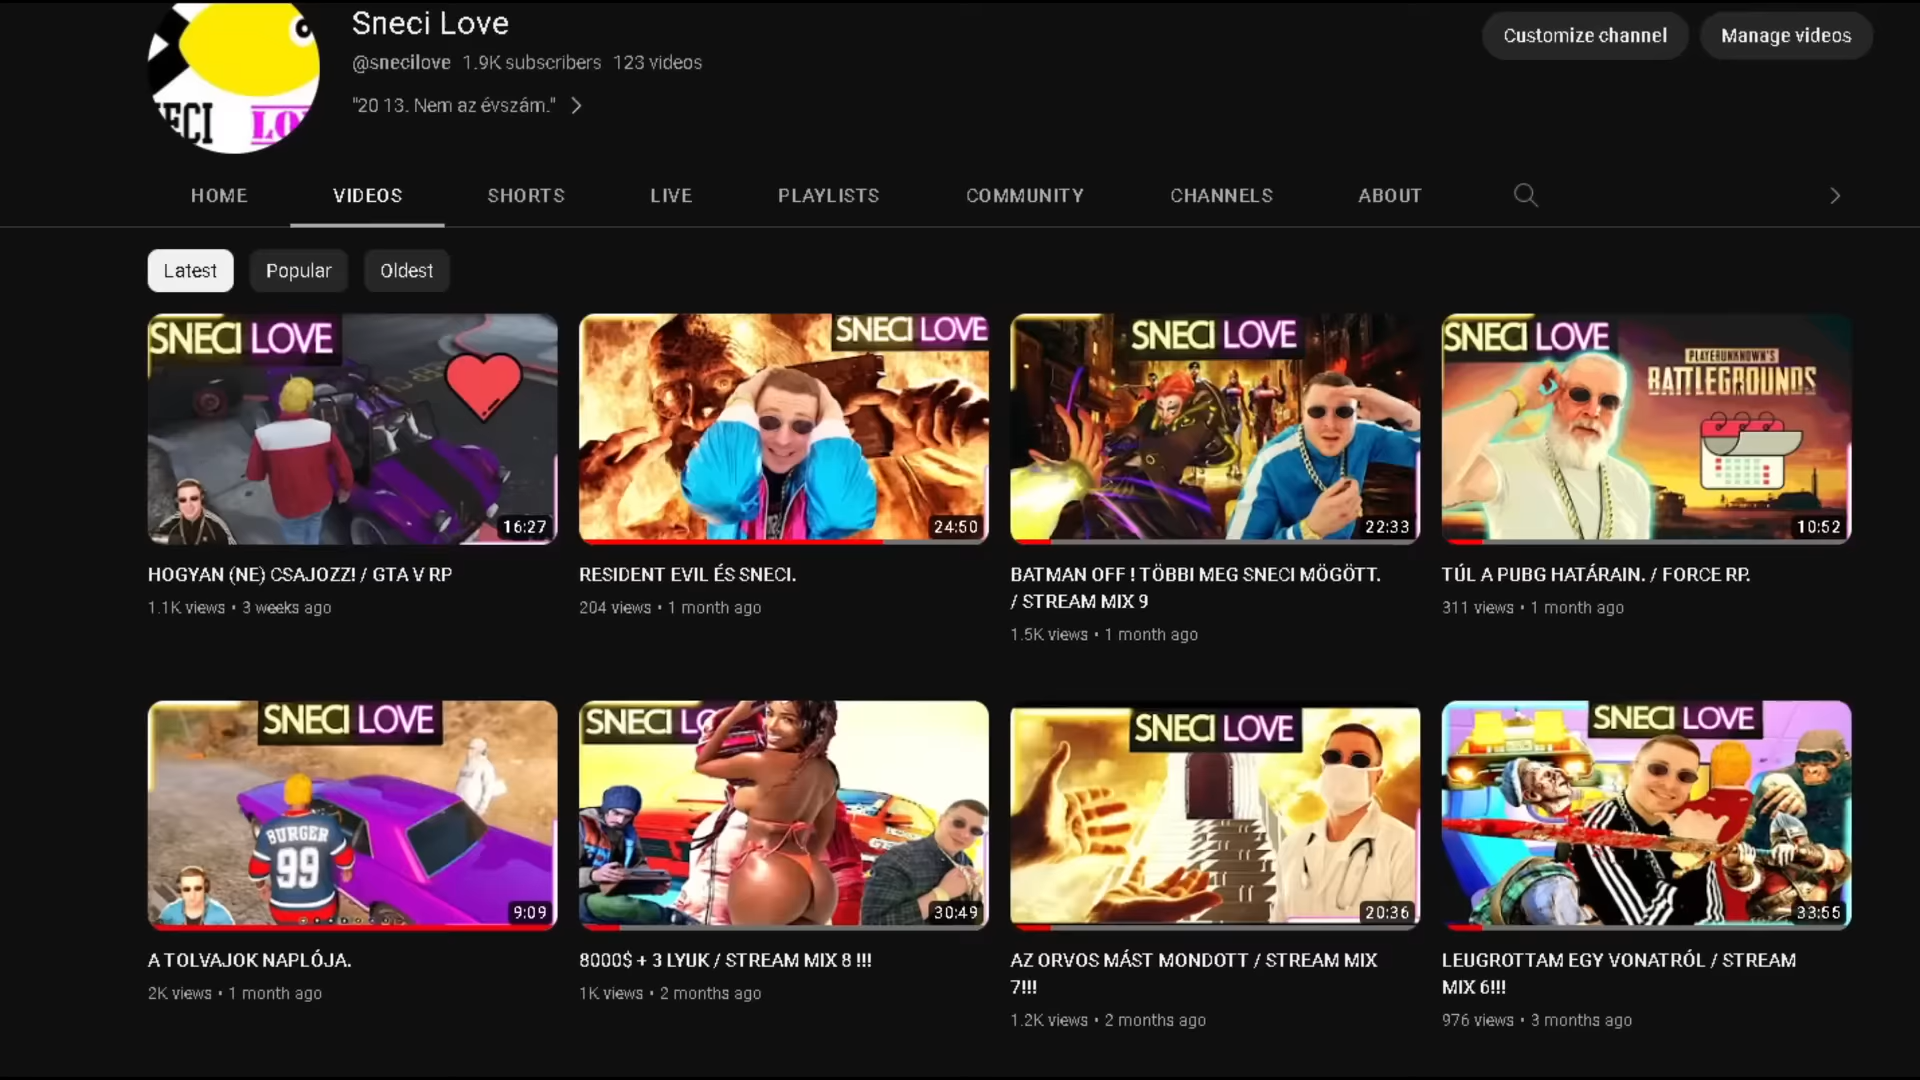 Sneci Love
@snecilove 1.9K subscribers 123 videos
"20 13. Nem az évszám."
Customize channel
Manage videos
HOME
VIDEOS
SHORTS
LIVE
PLAYLISTS
COMMUNITY
CHANNELS
ABOUT
Latest
Popular
Oldest
SNECI LOVE
16:27
SNECI LOVE
24:50
SNECI LOVE
22:33
SNECI LOVE
PLAYERUNKNOWN'S
BATTLEGROUNDS
10:52
HOGYAN (NE) CSAJOZZ! / GTA V RP
1.1K views • 3 weeks ago
RESIDENT EVIL ÉS SNECI.
204 views • 1 month ago
BATMAN OFF ! TÖBBI MEG SNECI MÖGÖTT.
/ STREAM MIX 9
1.5K views • 1 month ago
TÚL A PUBG HATÁRAIN. / FORCE RP.
311 views • 1 month ago
SNECI LOVE
BURGER
99
9:09
SNECI LO
30:49
SNECI LOVE
20:36
SNECI LOVE
33:55
A TOLVAJOK NAPLÓJA.
2K views • 1 month ago
8000$ + 3 LYUK / STREAM MIX 8 !!!
1K views • 2 months ago
AZ ORVOS MÁST MONDOTT / STREAM MIX
7!!!
1.2K views • 2 months ago
LEUGROTTAM EGY VONATRÓL / STREAM
MIX 6!!!
976 views • 3 months ago